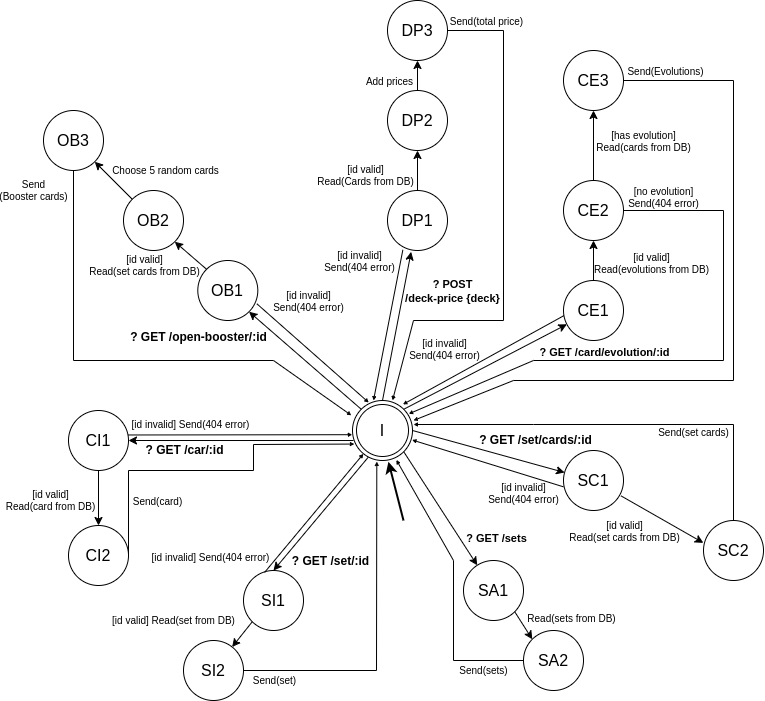 DP3
Send(total price)
Add prices
DP2
[id valid]
Read(Cards from DB)
DP1
[id invalid]
Send(404 error)
? POST
/deck-price {deck}
CE3
Send(Evolutions)
[has evolution]
Read(cards from DB)
[no evolution]
Send(404 error)
CE2
[id valid]
Read(evolutions from DB)
CE1
[id invalid]
Send(404 error)
? GET /card/evolution/:id
OB3
Send
(Booster cards)
Choose 5 random cards
OB2
[id valid]
Read(set cards from DB)
OB1
[id invalid]
Send(404 error)
? GET /open-booster/:id
I
CI1
[id invalid] Send(404 error)
? GET /car/:id
[id valid]
Read(card from DB)
Send(card)
CI2
? GET /set/cards/:id
Send(set cards)
SC1
[id invalid]
Send(404 error)
[id valid]
Read(set cards from DB)
SC2
[id invalid] Send(404 error)
? GET /set/:id
SI1
[id valid] Read(set from DB)
SI2
Send(set)
? GET /sets
SA1
Read(sets from DB)
SA2
Send(sets)